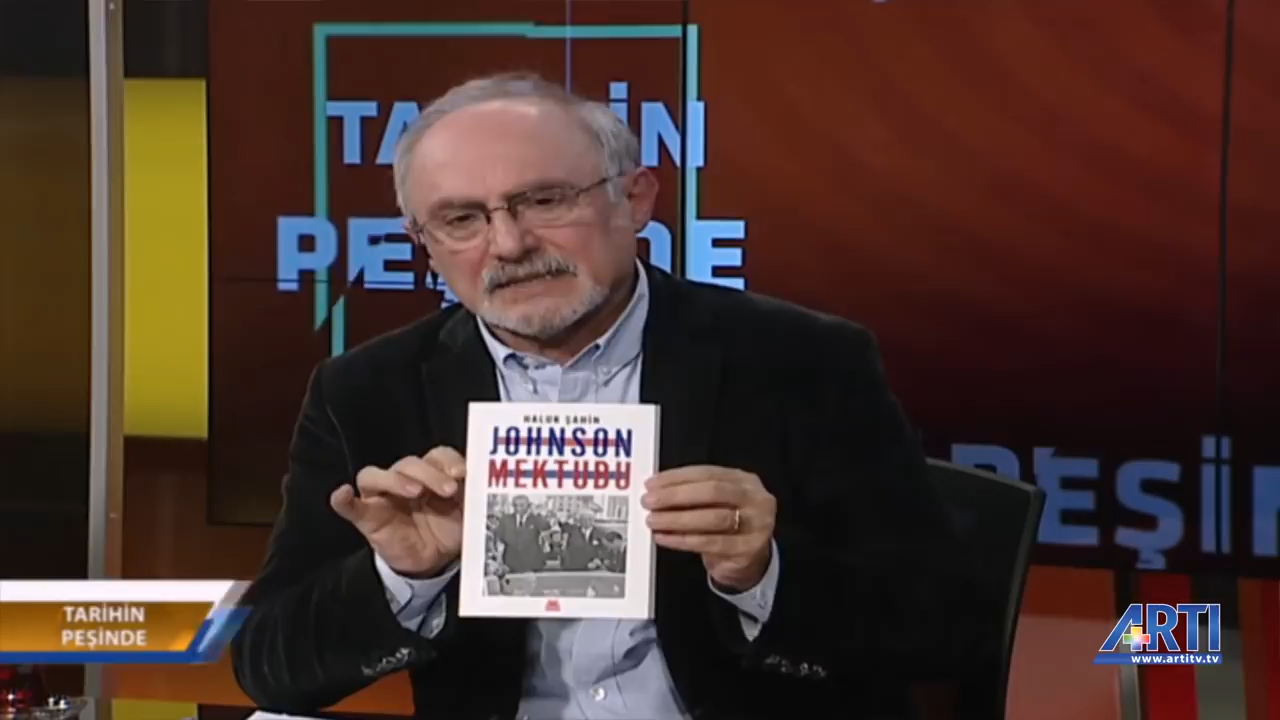 TARİHİN
PEŞİNDE
HALUK ŞAHİN
JOHNSON
MEKTUBU
PEŞİN
TARİHİN
PEŞİNDE
ARTI
www.artitv.tv